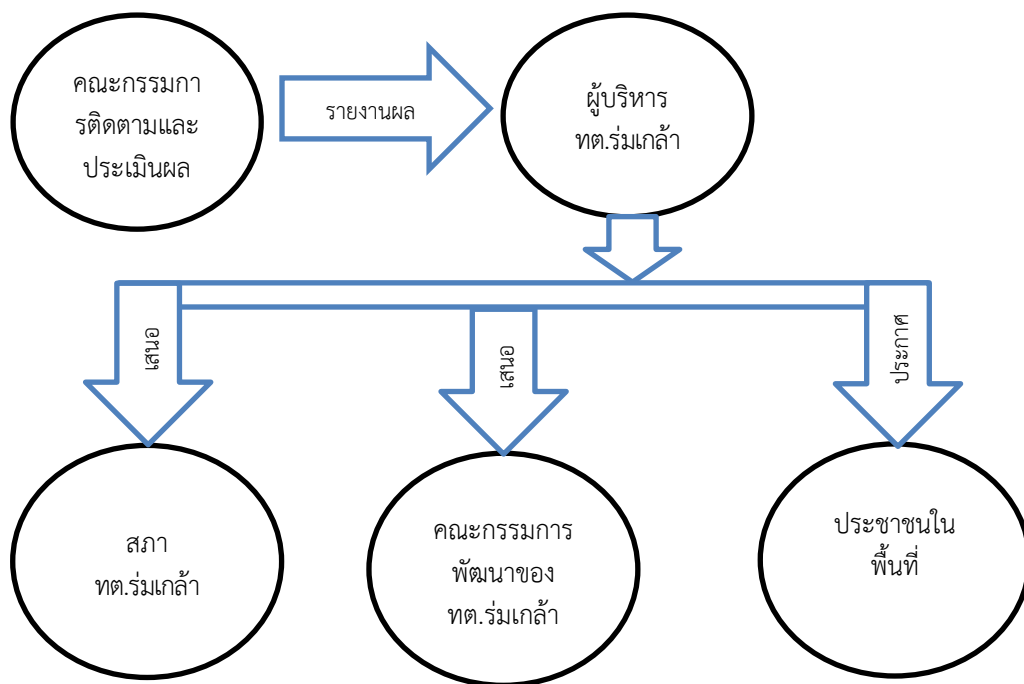 คณะกรรมกา
รติดตามและ
ประเมินผล
รายงานผล
ผู้บริหาร
ทต.ร่มเกล้า
เสนอ
เสนอ
ประกาศ
สภา
ทต.ร่มเกล้า
คณะกรรมการ
พัฒนาของ
ทต.ร่มเกล้า
ประชาชนใน
พื้นที่